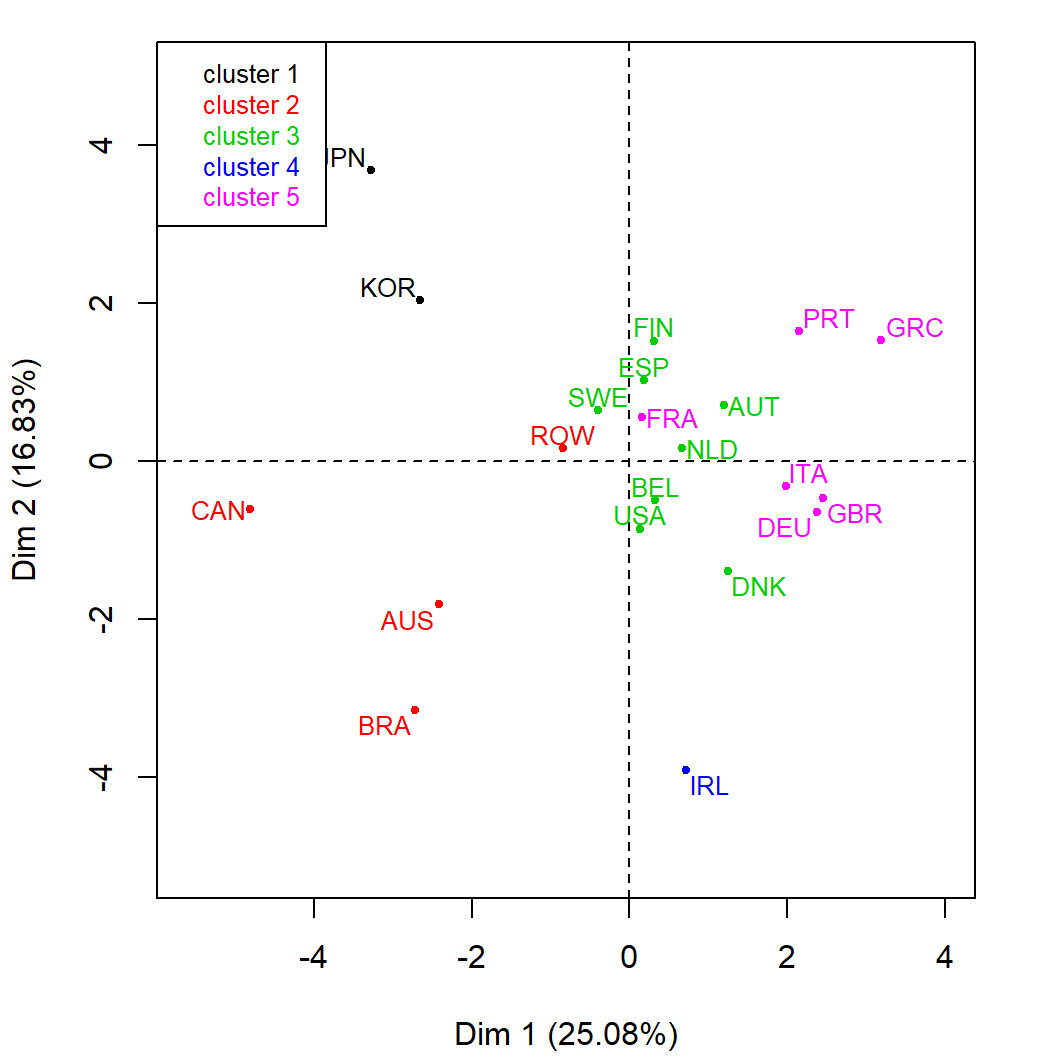 cluster 1
cluster 2
cluster 3
cluster 4
cluster 5
JPN
KOR
PRT
FIN
GRC
ESP
SWE
AUT
FRA
ROW
NLD
ITA
BEL
CAN
USA
GBR
DEU
DNK
AUS
BRA
IRL
4
2
0
-2
-4
Dim 2 (16.83%)
-4
-2
0
2
4
Dim 1 (25.08%)